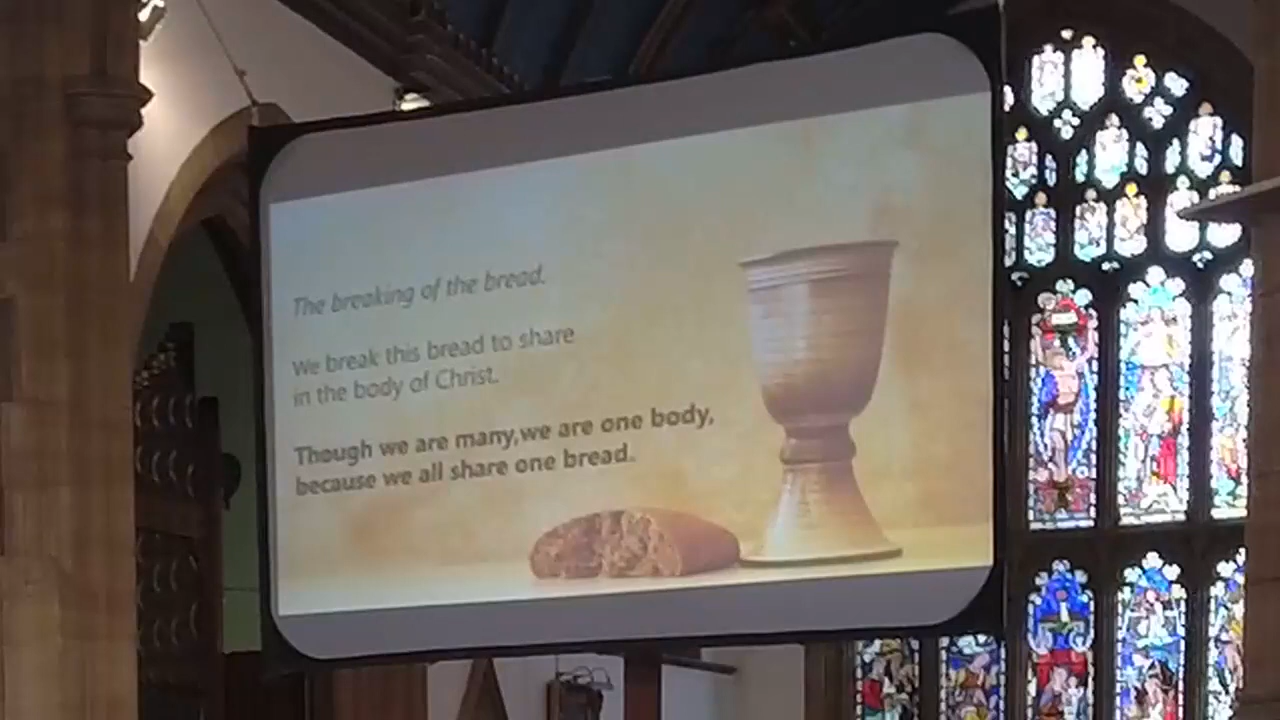 The breaking of the bread.
We break this bread to share
in the body of Christ.
Though we are many,we are one body,
because we all share one bread.